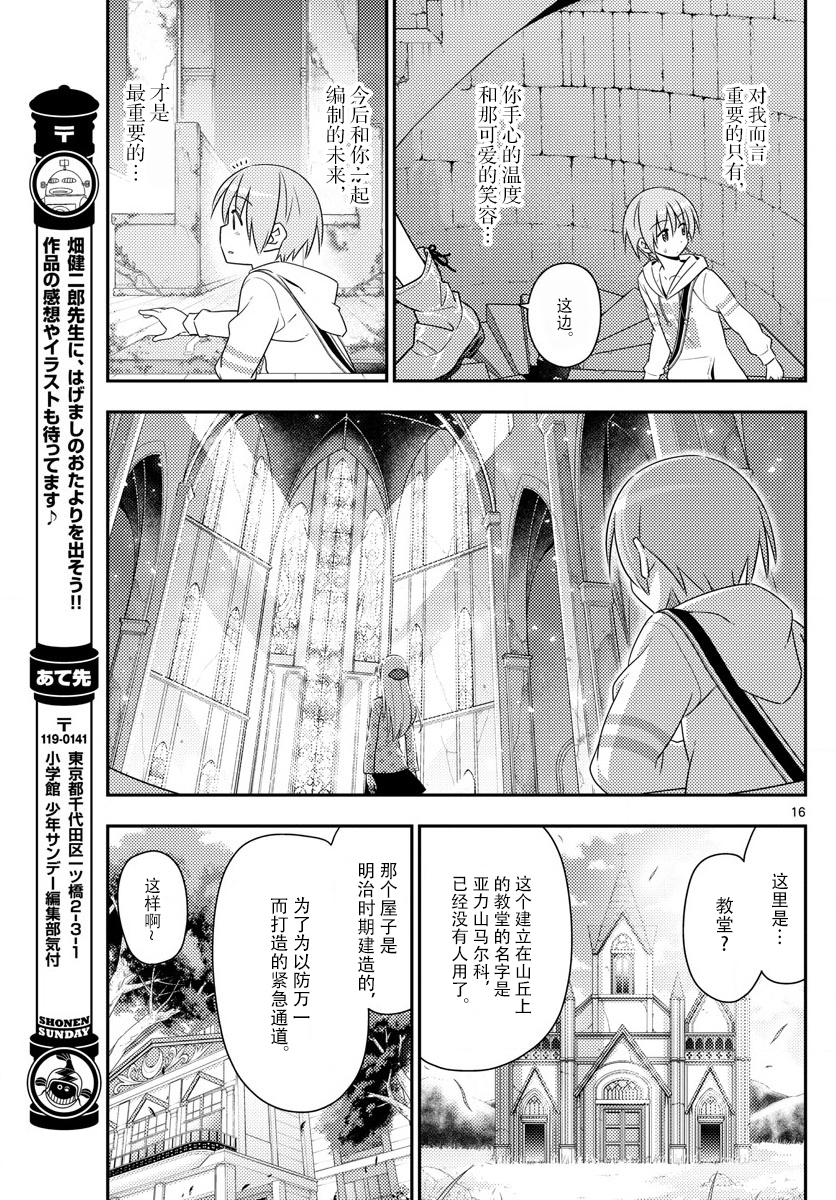 对我而言
重要的只有，
你手心的温度
和那可爱的笑容…
这边。
今后和你一起
编制的未来，
才是
最重要的…
16
这里是…
教堂？
这个建立在山丘上
的教堂的名字是
亚力山马尔科，
已经没有人用了。
那个屋子是
明治时期建造的，
为了为以防万一
而打造的紧急通道。
这样啊～
〒
畑健二郎先生に、はげましのおたよりを出そう!!
作品の感想やイラストも待ってます♪
あて先
〒
119-0141
東京都千代田区一ツ橋2-3-1
小学館 少年サンデー編集部気付
SHONEN
SUNDAY